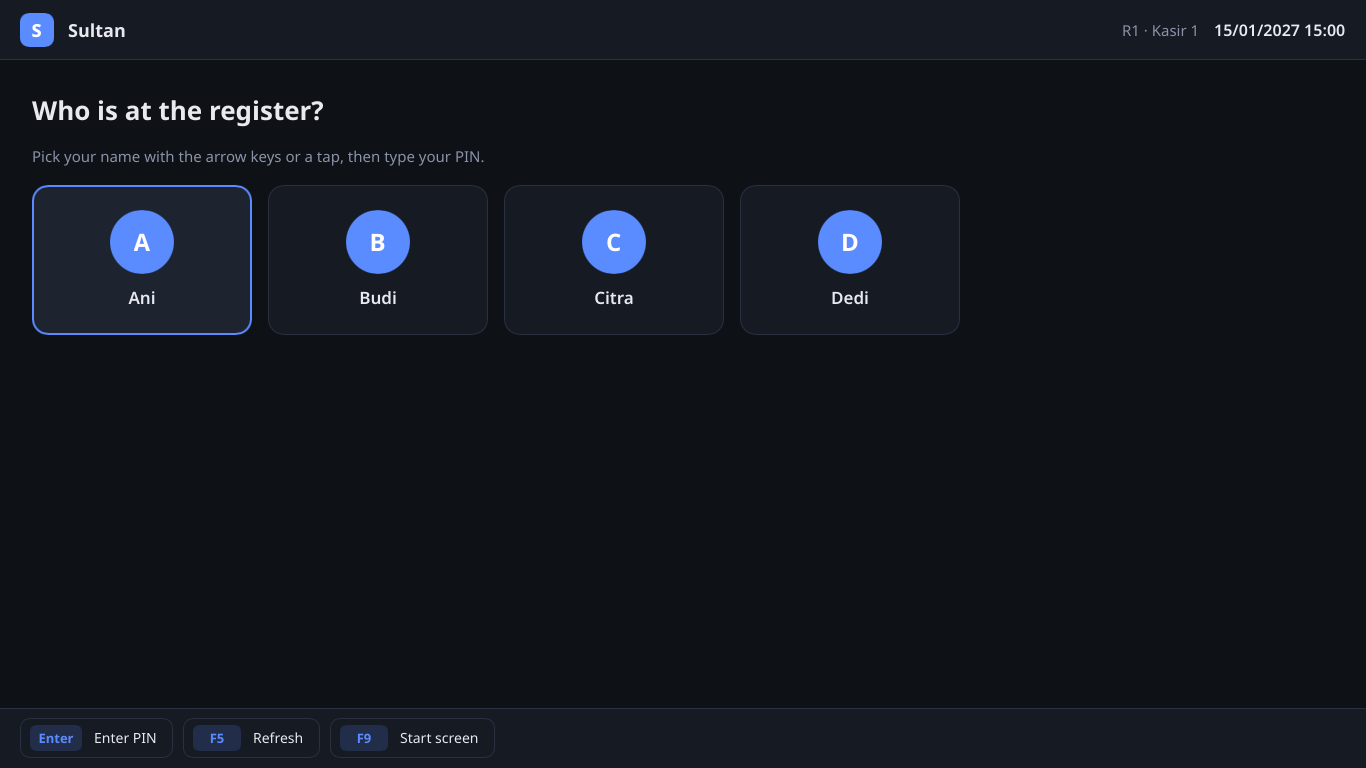 S Sultan
R1 · Kasir 1 15/01/2027 15:00
Who is at the register?
Pick your name with the arrow keys or a tap, then type your PIN.
A B C D
Ani Budi Citra Dedi
Enter Enter PIN F5 Refresh F9 Start screen